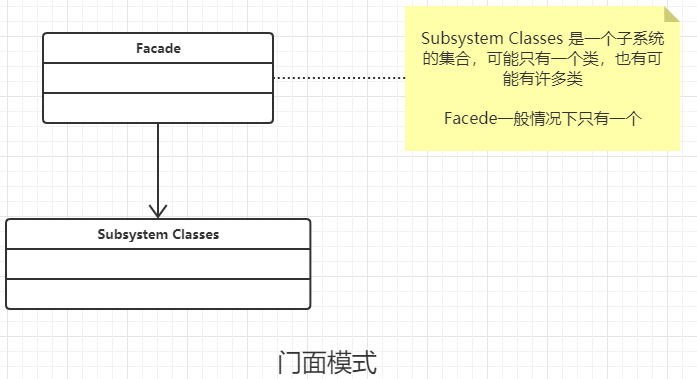 Facade
Subsystem Classes 是一个子系统
的集合，可能只有一个类，也有可
能有许多类
Facede一般情况下只有一个
Subsystem Classes
门面模式